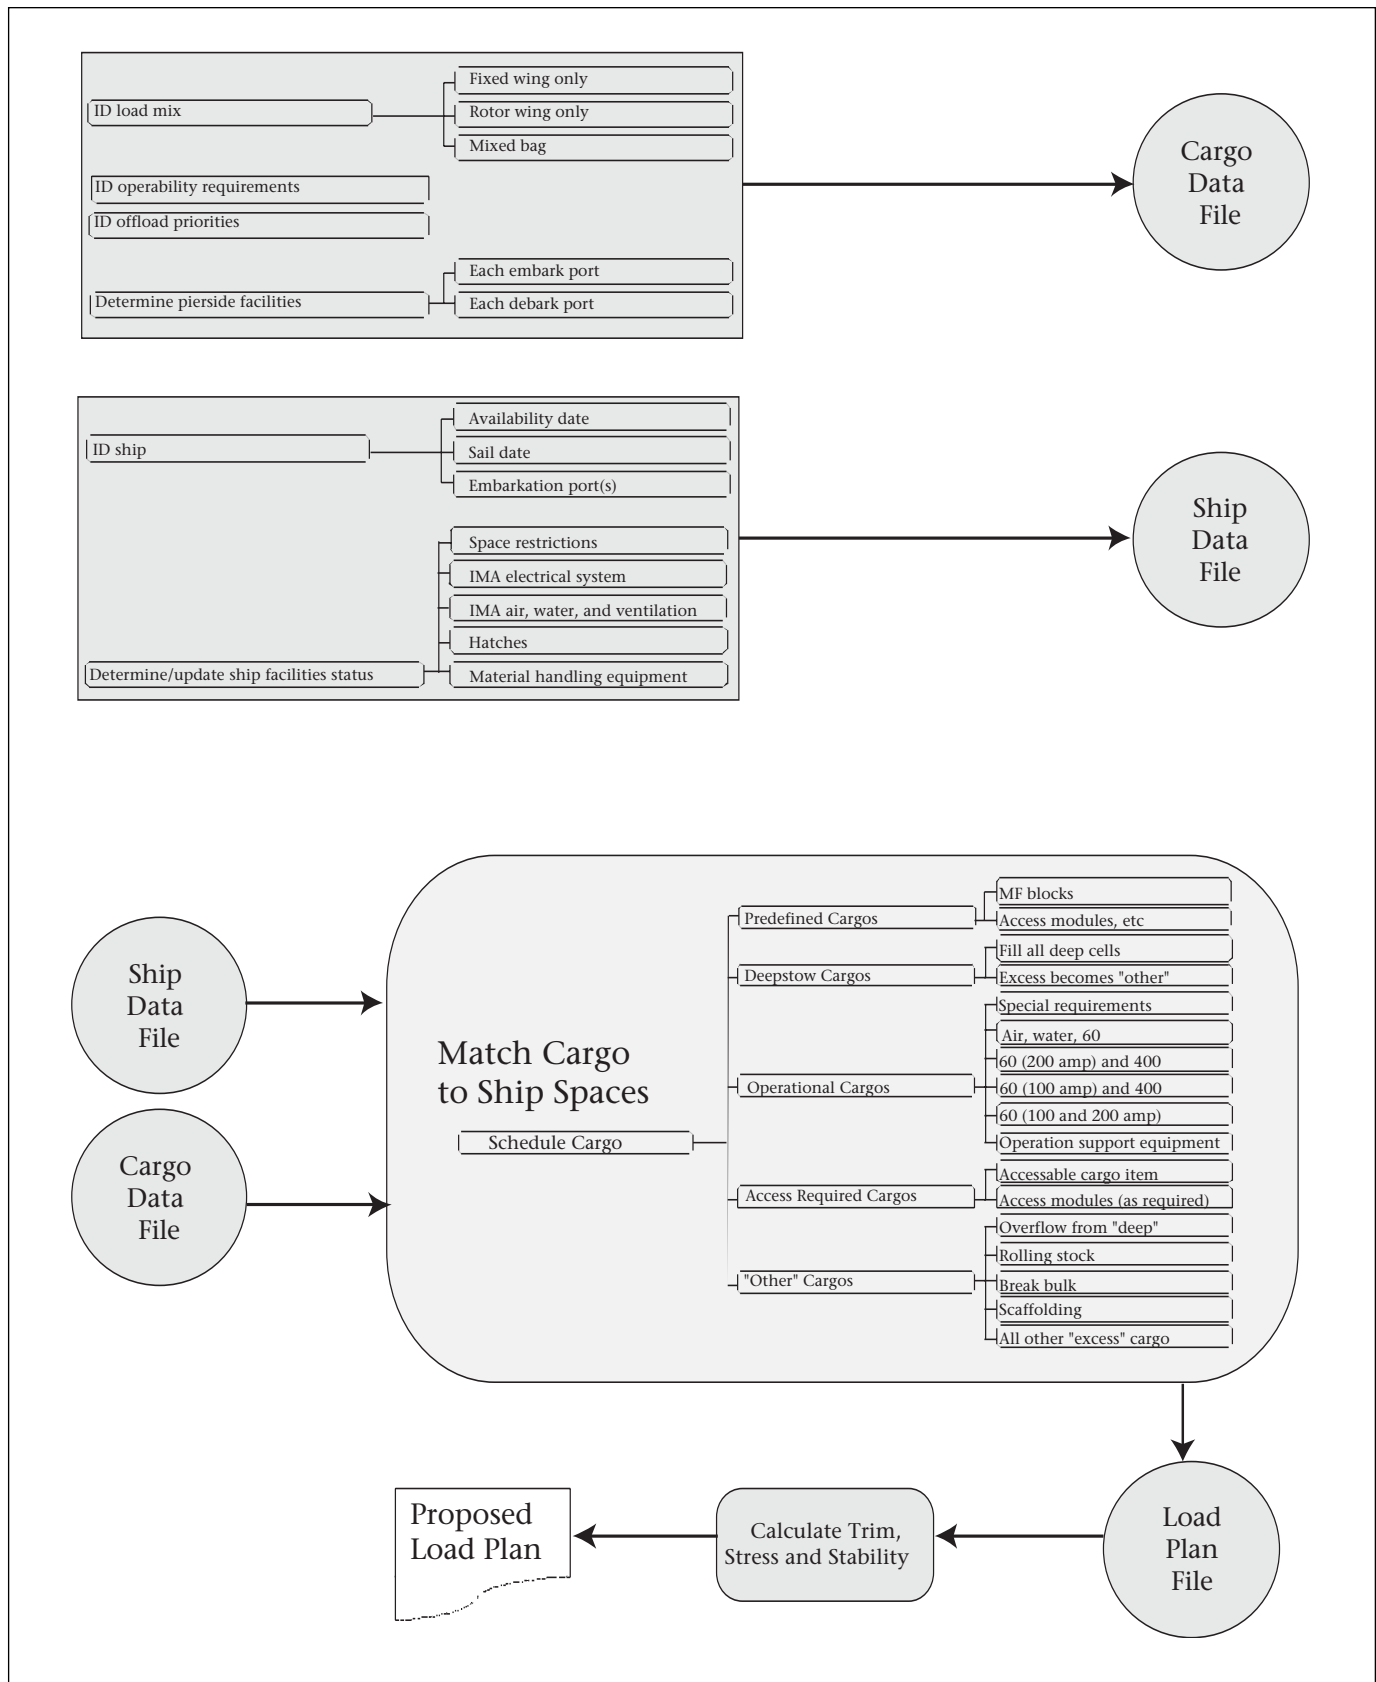 ID load mix
Fixed wing only
Rotor wing only
Mixed bag
ID operability requirements
ID offload priorities
Determine pierside facilities
Each embark port
Each debark port
Cargo
Data
File
ID ship
Availability date
Sail date
Embarkation port(s)
Determine/update ship facilities status
Space restrictions
IMA electrical system
IMA air, water, and ventilation
Hatches
Material handling equipment
Ship
Data
File
Ship
Data
File
Cargo
Data
File
Match Cargo
to Ship Spaces
Schedule Cargo
Predefined Cargos
MF blocks
Access modules, etc
Deepstow Cargos
Fill all deep cells
Excess becomes "other"
Operational Cargos
Special requirements
Air, water, 60
60 (200 amp) and 400
60 (100 amp) and 400
60 (100 and 200 amp)
Operation support equipment
Access Required Cargos
Accessable cargo item
Access modules (as required)
"Other" Cargos
Overflow from "deep"
Rolling stock
Break bulk
Scaffolding
All other "excess" cargo
Load
Plan
File
Calculate Trim,
Stress and Stability
Proposed
Load Plan